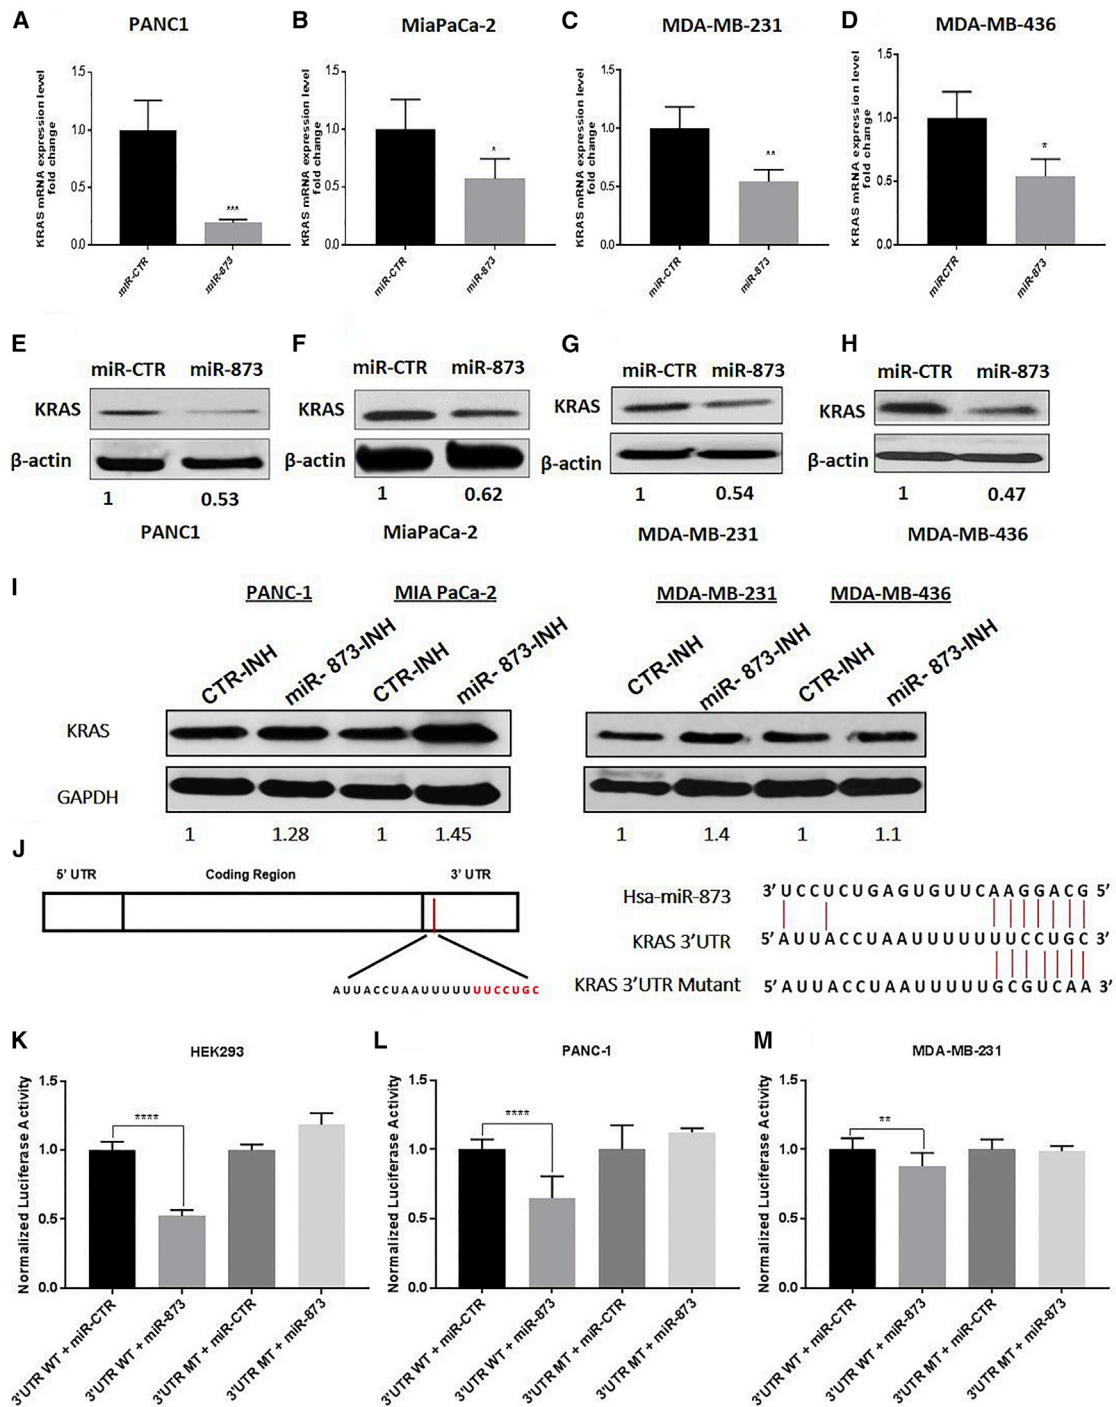 A PANC1
B MiaPaCa-2
C MDA-MB-231
D MDA-MB-436
KRAS mRNA expression level
fold change
1.5
1.0
0.5
0.0
miR-CTR
miR-873
***
KRAS mRNA expression level
fold change
1.5
1.0
0.5
0.0
miR-CTR
miR-873
*
KRAS mRNA expression level
fold change
1.5
1.0
0.5
0.0
miR-CTR
miR-873
**
KRAS mRNA expression level
fold change
1.5
1.0
0.5
0.0
miRCTR
miR-873
*
E
miR-CTR miR-873
KRAS
β-actin
1 0.53
PANC1
F
miR-CTR miR-873
KRAS
β-actin
1 0.62
MiaPaCa-2
G
miR-CTR miR-873
KRAS
β-actin
1 0.54
MDA-MB-231
H
miR-CTR miR-873
KRAS
β-actin
1 0.47
MDA-MB-436
I
PANC-1 MIA PaCa-2 MDA-MB-231 MDA-MB-436
CTR-INH miR- 873-INH CTR-INH miR- 873-INH CTR-INH miR- 873-INH CTR-INH miR- 873-INH
KRAS
GAPDH
1 1.28 1 1.45 1 1.4 1 1.1
J
5' UTR Coding Region 3' UTR
AUUACCUAAUUUUUUUCCUGC
Hsa-miR-873 3' UCCUCUGAGUGUUCAAGGACG 5'
KRAS 3'UTR 5' AUUACCUAAUUUUUUUCCUGC 3'
KRAS 3'UTR Mutant 5' AUUACCUAAUUUUUGCGUCAA 3'
K
HEK293
Normalized Luciferase Activity
1.5
1.0
0.5
0.0
****
3'UTR WT + miR-CTR
3'UTR WT + miR-873
3'UTR MT + miR-CTR
3'UTR MT + miR-873
L
PANC-1
Normalized Luciferase Activity
1.5
1.0
0.5
0.0
****
3'UTR WT + miR-CTR
3'UTR WT + miR-873
3'UTR MT + miR-CTR
3'UTR MT + miR-873
M
MDA-MB-231
Normalized Luciferase Activity
1.5
1.0
0.5
0.0
**
3'UTR WT + miR-CTR
3'UTR WT + miR-873
3'UTR MT + miR-CTR
3'UTR MT + miR-873